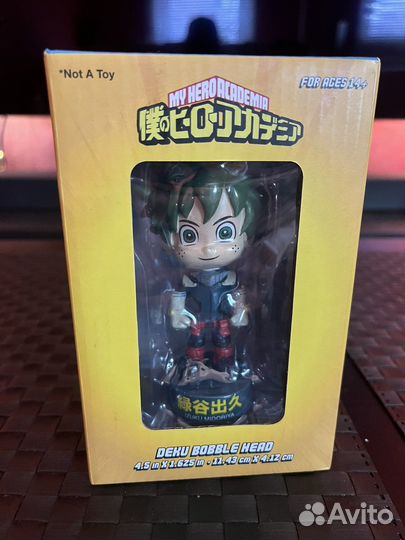 *Not A Toy
FOR AGES 14+
MY HERO ACADEMIA
僕のヒーローアカデミア
緑谷出久
IZUKU MIDORIYA
DEKU BOBBLE HEAD
4.5 in X 1.625 in - 11.43 cm X 4.12 cm
Avito